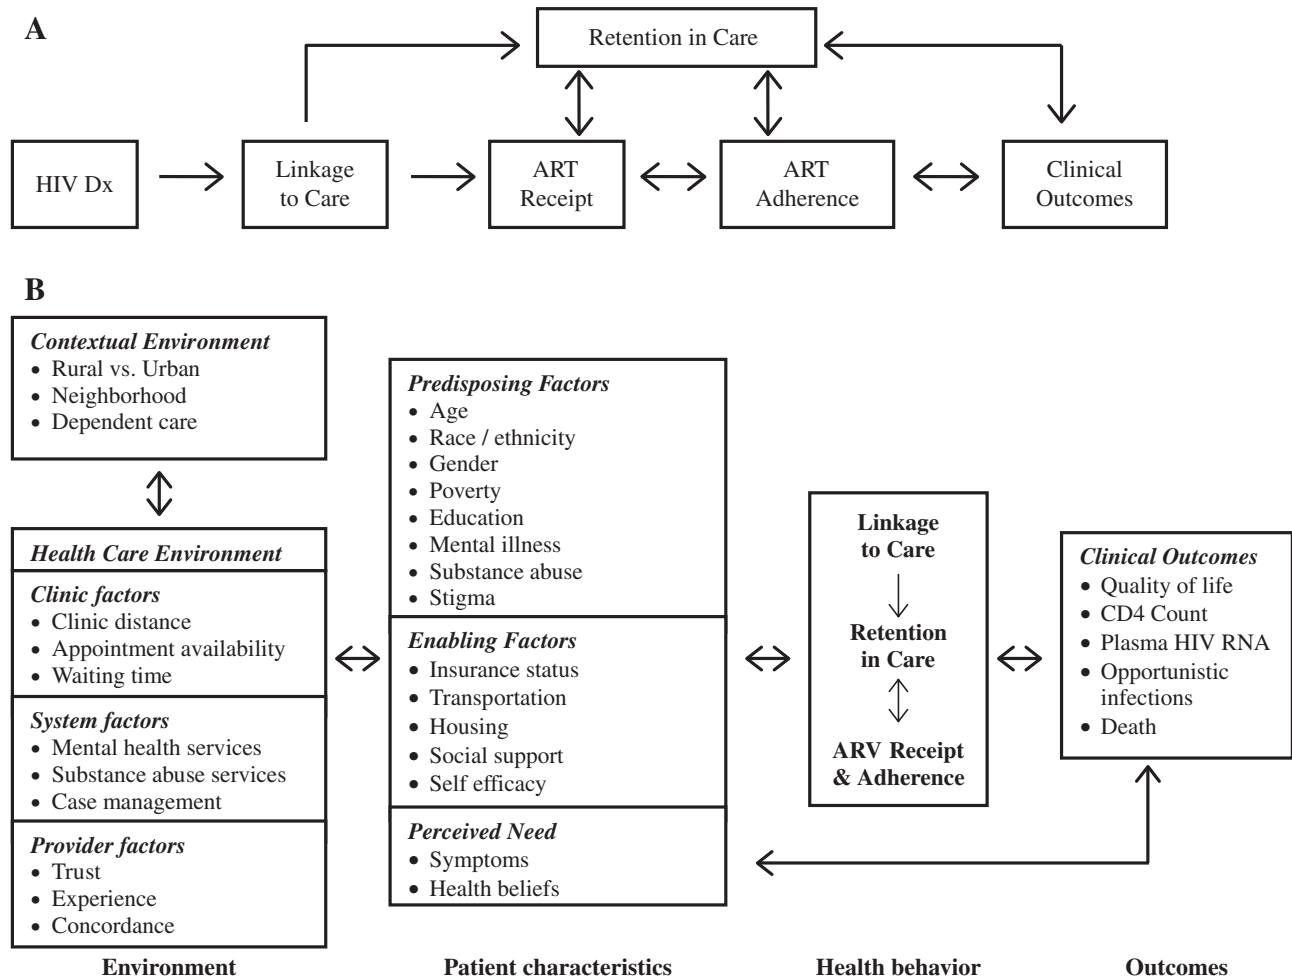 A
Retention in Care
HIV Dx
Linkage
to Care
ART
Receipt
ART
Adherence
Clinical
Outcomes
B
Contextual Environment
• Rural vs. Urban
• Neighborhood
• Dependent care
Health Care Environment
Clinic factors
• Clinic distance
• Appointment availability
• Waiting time
System factors
• Mental health services
• Substance abuse services
• Case management
Provider factors
• Trust
• Experience
• Concordance
Environment
Predisposing Factors
• Age
• Race / ethnicity
• Gender
• Poverty
• Education
• Mental illness
• Substance abuse
• Stigma
Enabling Factors
• Insurance status
• Transportation
• Housing
• Social support
• Self efficacy
Perceived Need
• Symptoms
• Health beliefs
Patient characteristics
Linkage
to Care
Retention
in Care
ARV Receipt
& Adherence
Health behavior
Clinical Outcomes
• Quality of life
• CD4 Count
• Plasma HIV RNA
• Opportunistic
infections
• Death
Outcomes